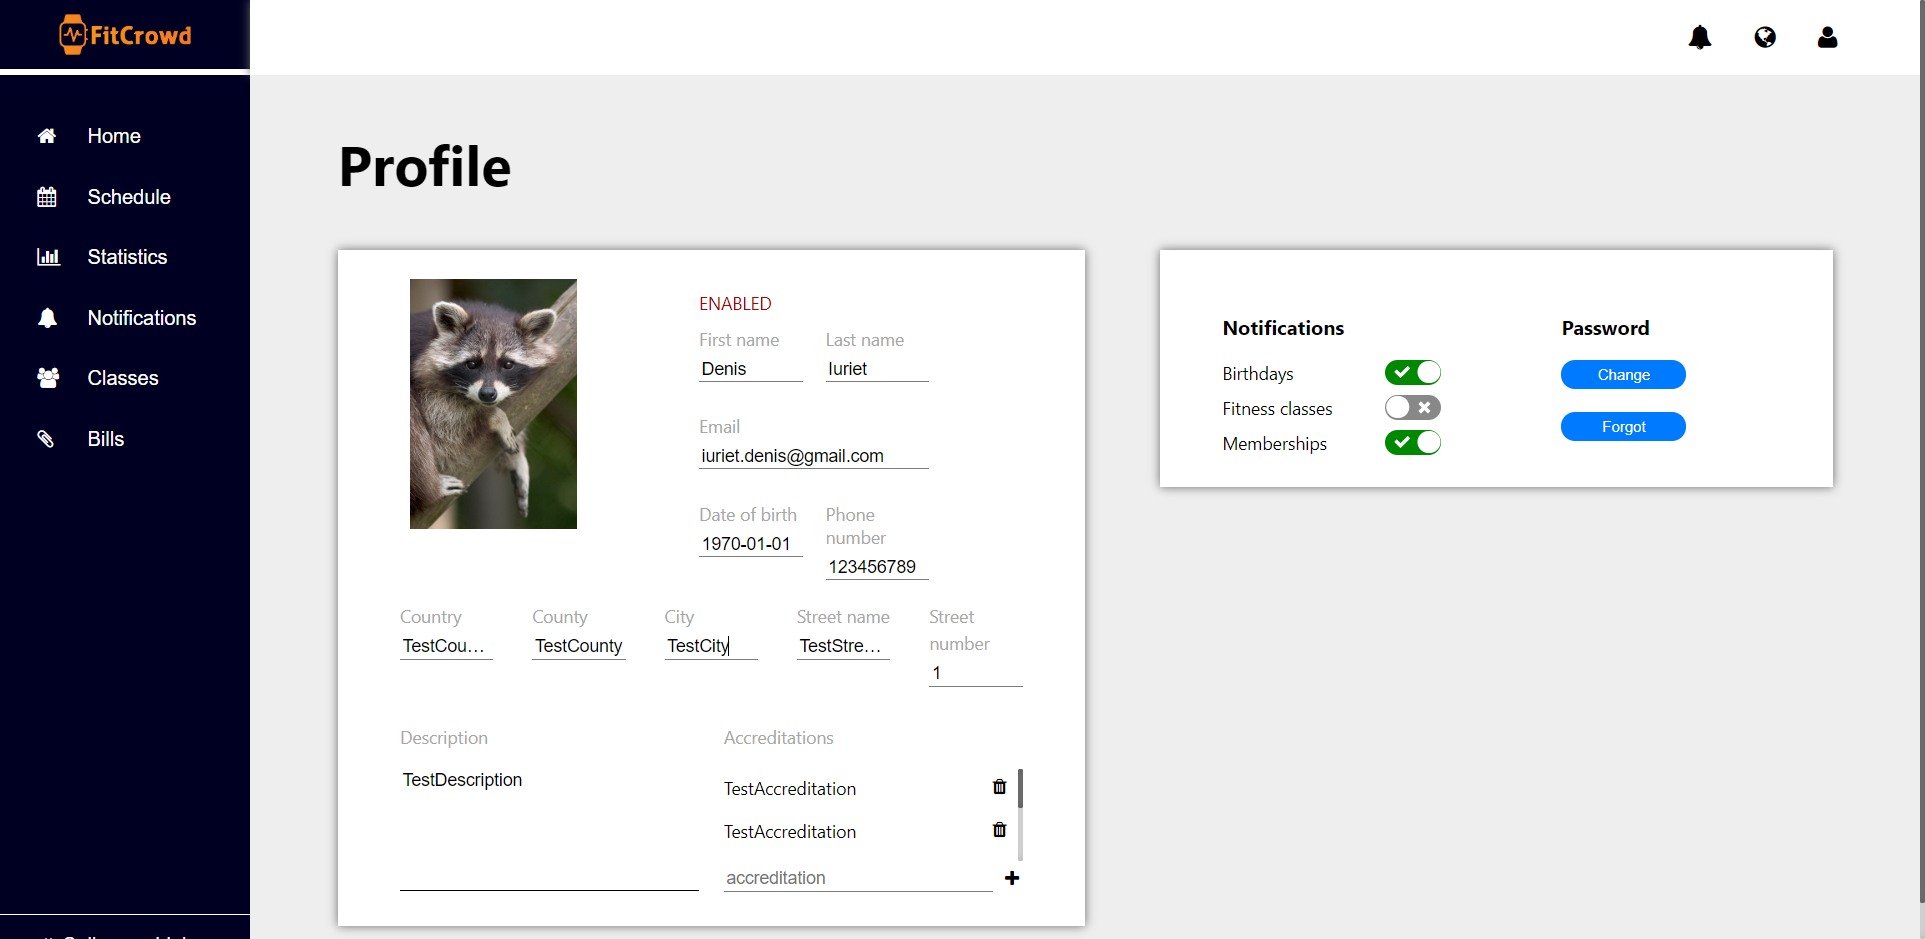 FitCrowd
Home
Schedule
Statistics
Notifications
Classes
Bills
Profile
ENABLED
First name
Last name
Denis
Iuriet
Email
iuriet.denis@gmail.com
Date of birth
Phone
number
1970-01-01
123456789
Country
County
City
Street name
Street
number
TestCou...
TestCounty
TestCity
TestStre...
1
Description
TestDescription
Accreditations
TestAccreditation
TestAccreditation
accreditation
Notifications
Birthdays
Fitness classes
Memberships
Password
Change
Forgot